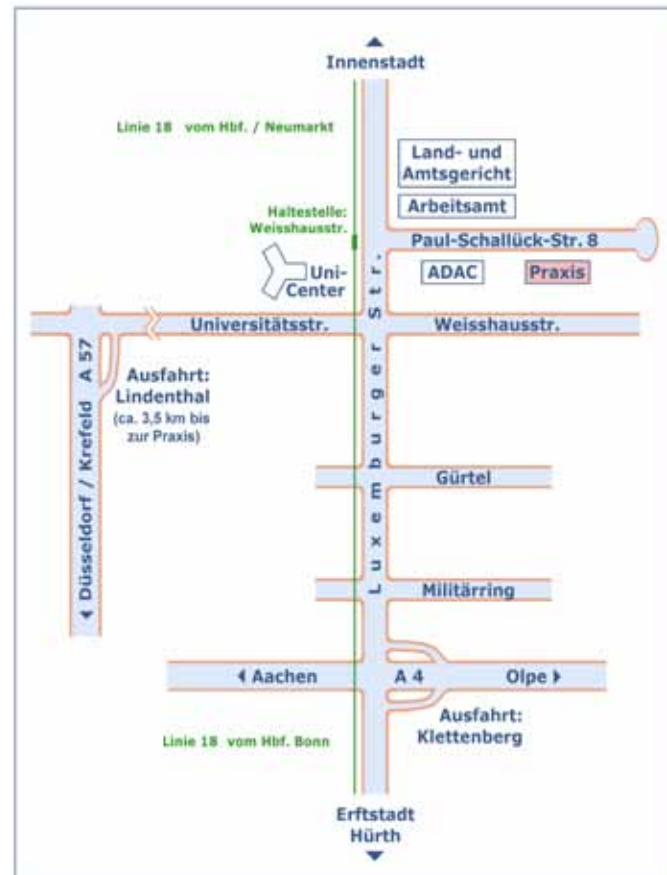 ▲
Innenstadt
Linie 18 vom Hbf. / Neumarkt
Land- und
Amtsgericht
Arbeitsamt
Haltestelle:
Weisshausstr.
Paul-Schallück-Str. 8
Uni-
Center
ADAC
Praxis
Universitätsstr.
Weisshausstr.
Luxemburger Str.
◄ Düsseldorf / Krefeld A 57
Ausfahrt:
Lindenthal
(ca. 3,5 km bis
zur Praxis)
Gürtel
Militärring
◄ Aachen
A 4
Olpe ►
Ausfahrt:
Klettenberg
Linie 18 vom Hbf. Bonn
Erftstadt
Hürth
▼